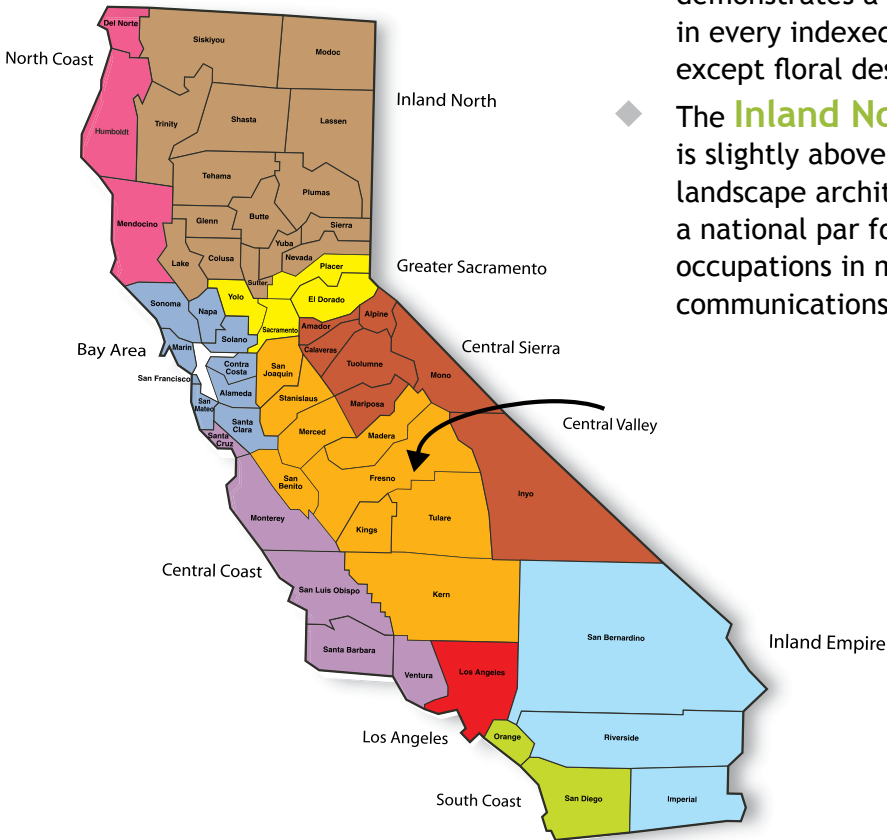 demonstrates a
in every indexed
except floral des
The Inland No
is slightly above
landscape archit
a national par fo
occupations in m
communications
North Coast
Inland North
Greater Sacramento
Bay Area
Central Sierra
Central Valley
Central Coast
Inland Empire
Los Angeles
South Coast
Del Norte
Siskiyou
Modoc
Humboldt
Trinity
Shasta
Lassen
Tehama
Plumas
Mendocino
Glenn
Butte
Sierra
Yuba
Nevada
Lake
Colusa
Sutter
Placer
Yolo
El Dorado
Sonoma
Napa
Sacramento
Amador
Alpine
Solano
Marin
Calaveras
Contra
Costa
San
Joaquin
Tuolumne
Mono
San Francisco
Alameda
Stanislaus
San
Mateo
Mariposa
Santa
Clara
Merced
Madera
Santa
Cruz
Fresno
San
Benito
Inyo
Monterey
Kings
Tulare
San Luis Obispo
Kern
Santa Barbara
San Bernardino
Ventura
Los Angeles
Orange
Riverside
San Diego
Imperial